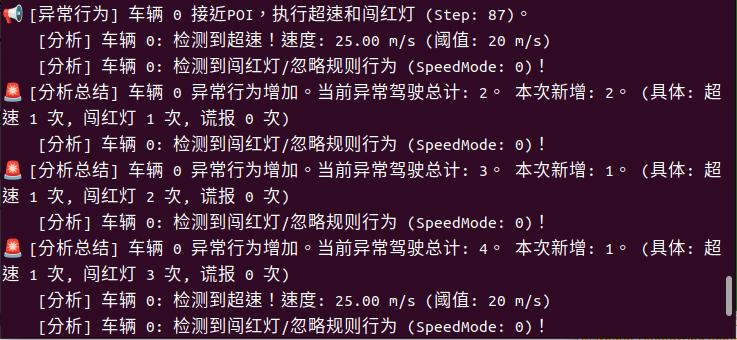 📢 [异常行为] 车辆 0 接近POI，执行超速和闯红灯 (Step: 87)。
[分析] 车辆 0: 检测到超速！速度: 25.00 m/s (阈值: 20 m/s)
[分析] 车辆 0: 检测到闯红灯/忽略规则行为 (SpeedMode: 0)！
🚨 [分析总结] 车辆 0 异常行为增加。当前异常驾驶总计: 2。 本次新增: 2。 (具体: 超
速 1 次, 闯红灯 1 次, 谎报 0 次)
[分析] 车辆 0: 检测到闯红灯/忽略规则行为 (SpeedMode: 0)！
🚨 [分析总结] 车辆 0 异常行为增加。当前异常驾驶总计: 3。 本次新增: 1。 (具体: 超
速 1 次, 闯红灯 2 次, 谎报 0 次)
[分析] 车辆 0: 检测到闯红灯/忽略规则行为 (SpeedMode: 0)！
🚨 [分析总结] 车辆 0 异常行为增加。当前异常驾驶总计: 4。 本次新增: 1。 (具体: 超
速 1 次, 闯红灯 3 次, 谎报 0 次)
[分析] 车辆 0: 检测到超速！速度: 25.00 m/s (阈值: 20 m/s)
[分析] 车辆 0: 检测到闯红灯/忽略规则行为 (SpeedMode: 0)！